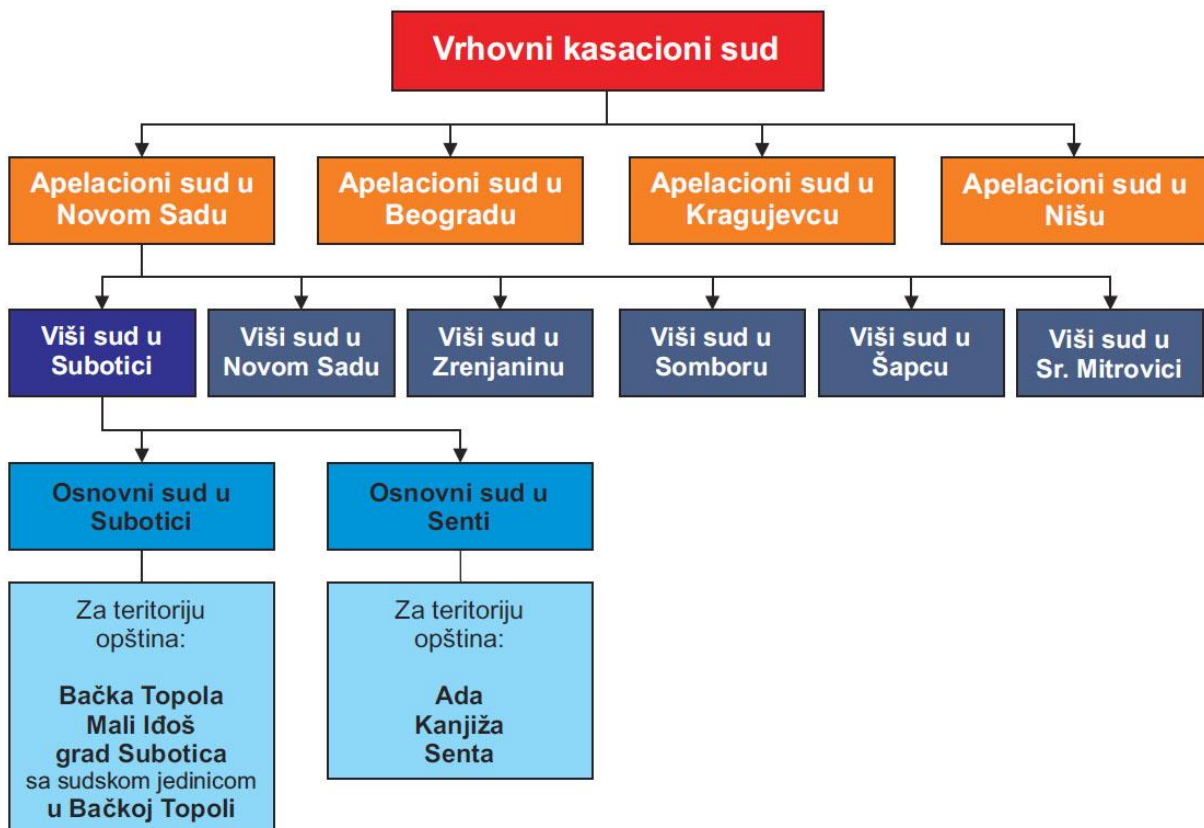 Vrhovni kasacioni sud
Apelacioni sud u
Novom Sadu
Apelacioni sud u
Beogradu
Apelacioni sud u
Kragujevcu
Apelacioni sud u
Nišu
Viši sud u
Subotici
Viši sud u
Novom Sadu
Viši sud u
Zrenjaninu
Viši sud u
Somboru
Viši sud u
Šapcu
Viši sud u
Sr. Mitrovici
Osnovni sud u
Subotici
Osnovni sud u
Senti
Za teritoriju
opština:
Bačka Topola
Mali Iđoš
grad Subotica
sa sudskom jedinicom
u Bačkoj Topoli
Za teritoriju
opština:
Ada
Kanjiža
Senta